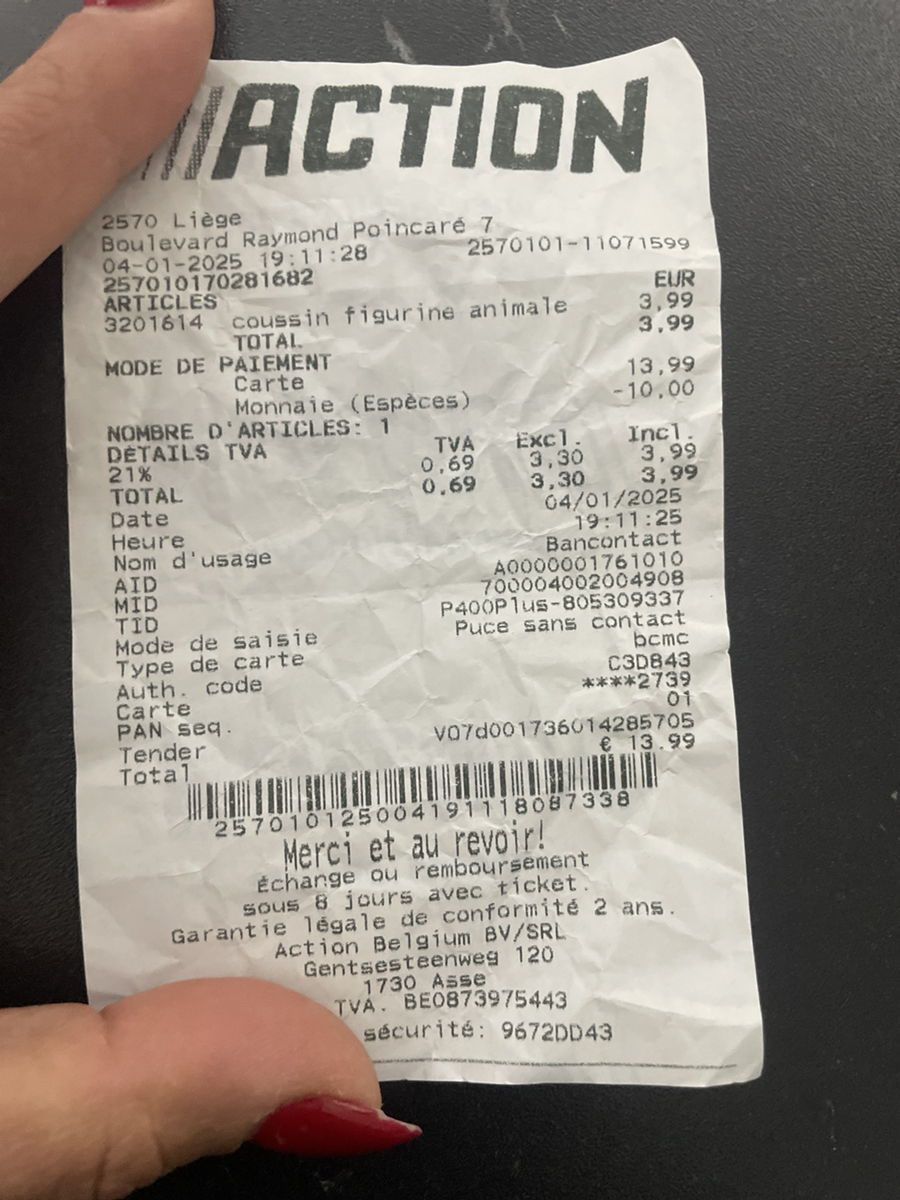 ACTION
2570 Liège
Boulevard Raymond Poincaré 7
04-01-2025 19:11:28 2570101-11071599
257010170281682
ARTICLES EUR
3201614 coussin figurine animale 3,99
TOTAL 3,99
MODE DE PAIEMENT
Carte 13,99
Monnaie (Espèces) -10,00
NOMBRE D'ARTICLES: 1
DÉTAILS TVA TVA Excl. Incl.
21% 0,69 3,30 3,99
TOTAL 0,69 3,30 3,99
Date 04/01/2025
Heure 19:11:25
Nom d'usage Bancontact
AID A0000001761010
MID 700004002004908
TID P400Plus-805309337
Mode de saisie Puce sans contact
Type de carte bcmc
Auth. code C3D843
Carte ****2739
PAN seq. 01
Tender V07d001736014285705
Total € 13.99
257010125004191118087338
Merci et au revoir!
Échange ou remboursement
sous 8 jours avec ticket.
Garantie légale de conformité 2 ans.
Action Belgium BV/SRL
Gentsesteenweg 120
1730 Asse
TVA. BE0873975443
sécurité: 9672DD43